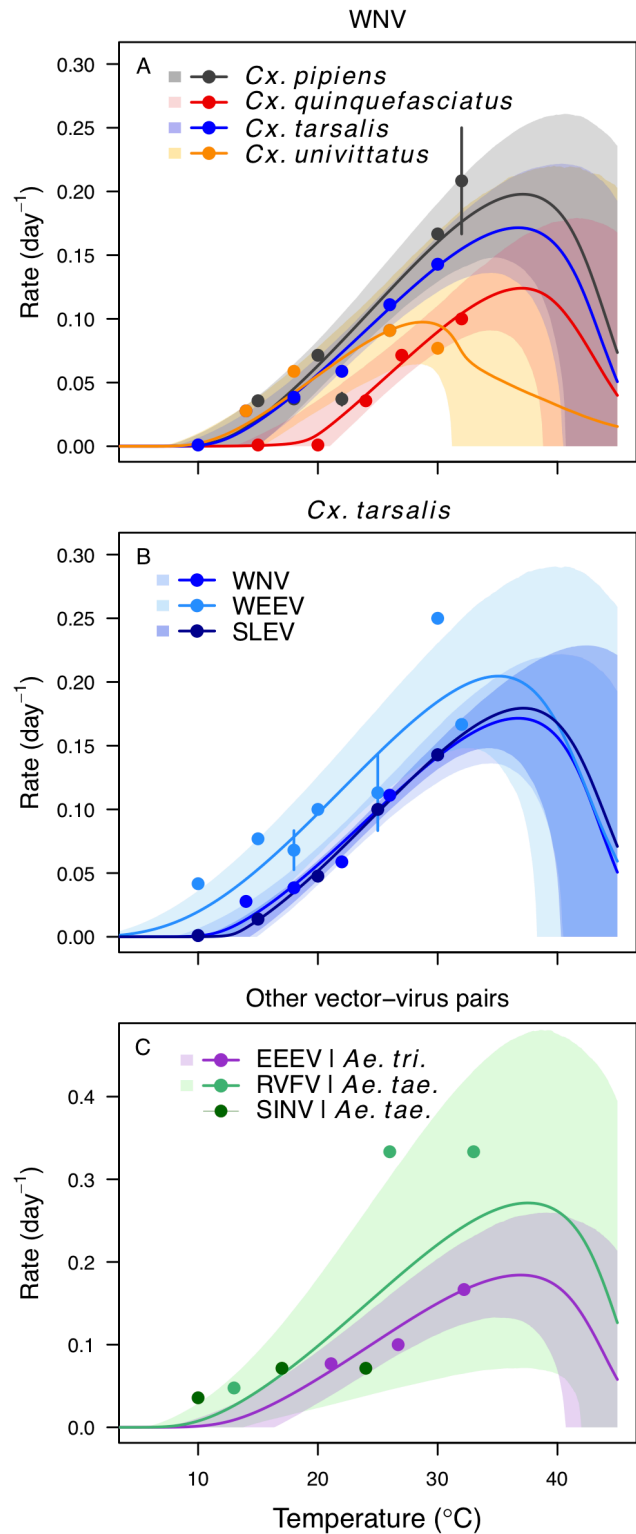 WNV
A
Cx. pipiens
Cx. quinquefasciatus
Cx. tarsalis
Cx. univittatus
0.30
0.25
0.20
0.15
0.10
0.05
0.00
Rate (day⁻¹)
Cx. tarsalis
B
WNV
WEEV
SLEV
0.30
0.25
0.20
0.15
0.10
0.05
0.00
Rate (day⁻¹)
Other vector−virus pairs
C
EEEV | Ae. tri.
RVFV | Ae. tae.
SINV | Ae. tae.
0.4
0.3
0.2
0.1
0.0
Rate (day⁻¹)
10 20 30 40
Temperature (°C)